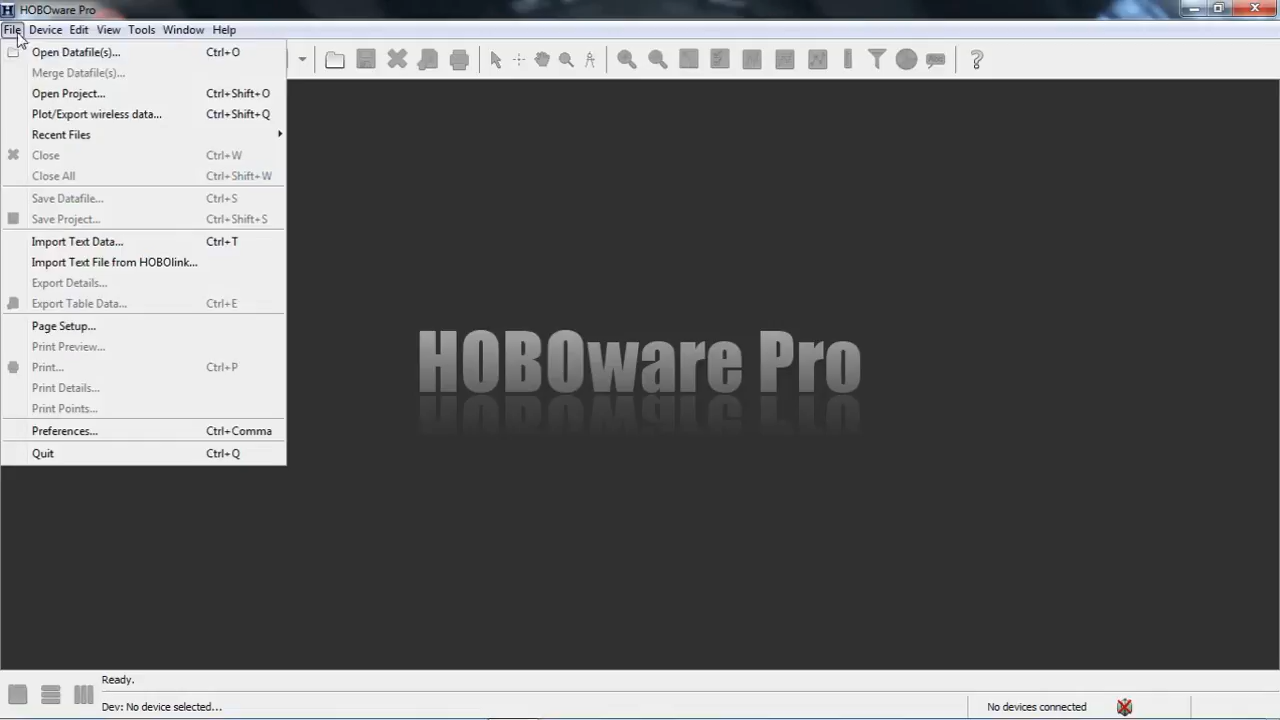 HOBOware Pro
File Device Edit View Tools Window Help
Open Datafile(s)... Ctrl+O
Merge Datafile(s)...
Open Project... Ctrl+Shift+O
Plot/Export wireless data... Ctrl+Shift+Q
Recent Files
Close Ctrl+W
Close All Ctrl+Shift+W
Save Datafile... Ctrl+S
Save Project... Ctrl+Shift+S
Import Text Data... Ctrl+T
Import Text File from HOBOlink...
Export Details...
Export Table Data... Ctrl+E
Page Setup...
Print Preview...
Print... Ctrl+P
Print Details...
Print Points...
Preferences... Ctrl+Comma
Quit Ctrl+Q
HOBOware Pro
Ready.
Dev: No device selected... No devices connected